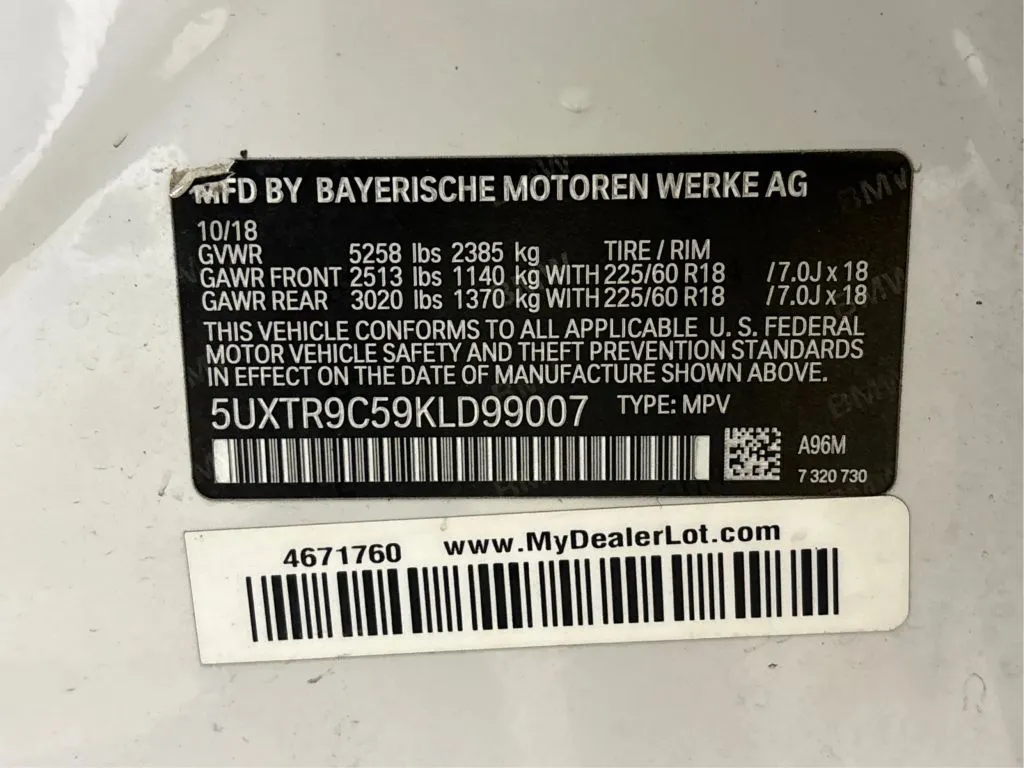 MFD BY BAYERISCHE MOTOREN WERKE AG
10/18
GVWR 5258 lbs 2385 kg TIRE / RIM
GAWR FRONT 2513 lbs 1140 kg WITH 225/60 R18 / 7.0J x 18
GAWR REAR 3020 lbs 1370 kg WITH 225/60 R18 / 7.0J x 18
THIS VEHICLE CONFORMS TO ALL APPLICABLE U. S. FEDERAL
MOTOR VEHICLE SAFETY AND THEFT PREVENTION STANDARDS
IN EFFECT ON THE DATE OF MANUFACTURE SHOWN ABOVE.
5UXTR9C59KLD99007 TYPE: MPV
A96M
7 320 730
4671760 www.MyDealerLot.com